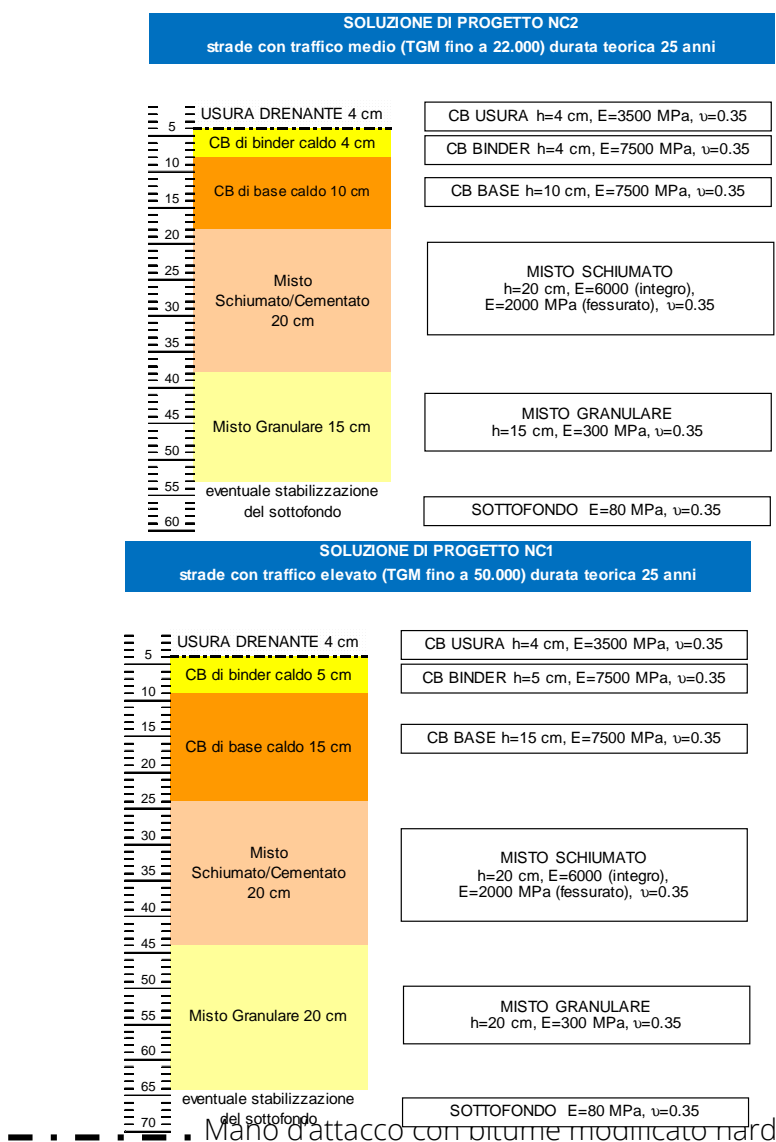 SOLUZIONE DI PROGETTO NC2
strade con traffico medio (TGM fino a 22.000) durata teorica 25 anni
USURA DRENANTE 4 cm
CB USURA h=4 cm, E=3500 MPa, υ=0.35
5
CB di binder caldo 4 cm
CB BINDER h=4 cm, E=7500 MPa, υ=0.35
10
CB di base caldo 10 cm
CB BASE h=10 cm, E=7500 MPa, υ=0.35
15
20
25
Misto
Schiumato/Cementato
20 cm
MISTO SCHIUMATO
h=20 cm, E=6000 (integro),
E=2000 MPa (fessurato), υ=0.35
30
35
40
45
Misto Granulare 15 cm
MISTO GRANULARE
h=15 cm, E=300 MPa, υ=0.35
50
55
eventuale stabilizzazione
del sottofondo
SOTTOFONDO E=80 MPa, υ=0.35
60
SOLUZIONE DI PROGETTO NC1
strade con traffico elevato (TGM fino a 50.000) durata teorica 25 anni
USURA DRENANTE 4 cm
CB USURA h=4 cm, E=3500 MPa, υ=0.35
5
CB di binder caldo 5 cm
CB BINDER h=5 cm, E=7500 MPa, υ=0.35
10
15
CB di base caldo 15 cm
CB BASE h=15 cm, E=7500 MPa, υ=0.35
20
25
30
Misto
Schiumato/Cementato
20 cm
MISTO SCHIUMATO
h=20 cm, E=6000 (integro),
E=2000 MPa (fessurato), υ=0.35
35
40
45
50
55
Misto Granulare 20 cm
MISTO GRANULARE
h=20 cm, E=300 MPa, υ=0.35
60
65
eventuale stabilizzazione
del sottofondo
SOTTOFONDO E=80 MPa, υ=0.35
70
Mano d'attacco con bitume modificato hard